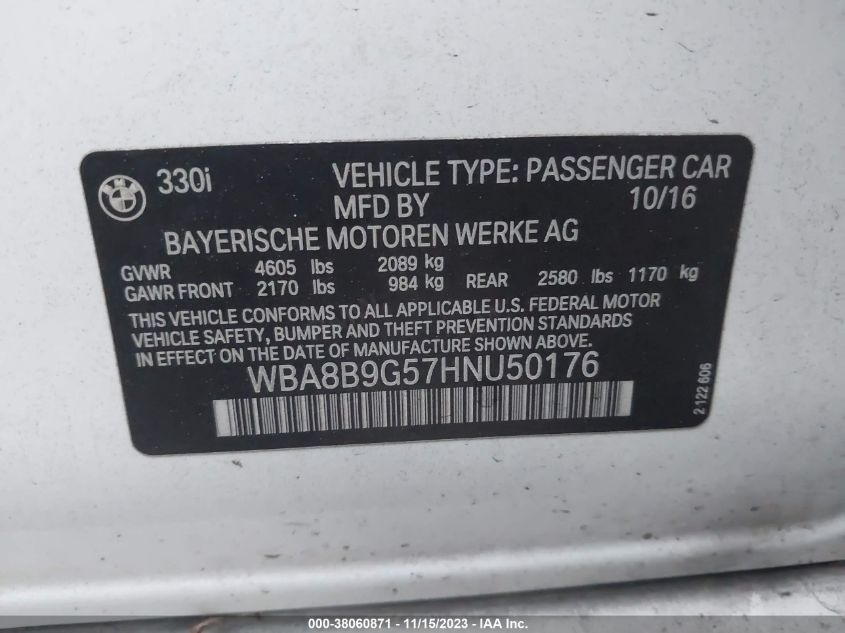 BMW 330i VEHICLE TYPE: PASSENGER CAR
MFD BY 10/16
BAYERISCHE MOTOREN WERKE AG
GVWR 4605 lbs 2089 kg
GAWR FRONT 2170 lbs 984 kg REAR 2580 lbs 1170 kg
THIS VEHICLE CONFORMS TO ALL APPLICABLE U.S. FEDERAL MOTOR
VEHICLE SAFETY, BUMPER AND THEFT PREVENTION STANDARDS
IN EFFECT ON THE DATE OF MANUFACTURE SHOWN ABOVE.
WBA8B9G57HNU50176
2 122 606
000-38060871 - 11/15/2023 - IAA Inc.